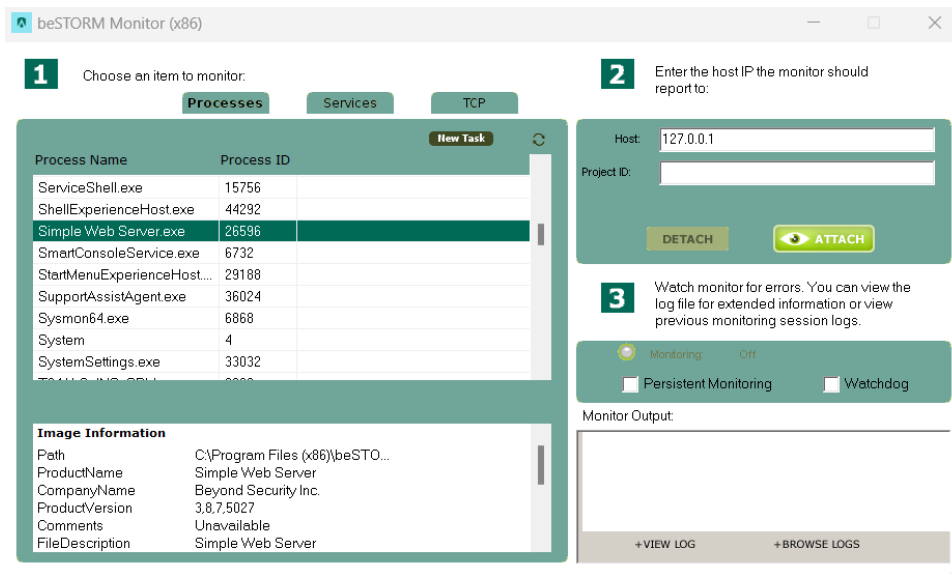 beSTORM Monitor (x86)
1 Choose an item to monitor:
Processes Services TCP
New Task
Process Name Process ID
ServiceShell.exe 15756
ShellExperienceHost.exe 44292
Simple Web Server.exe 26596
SmartConsoleService.exe 6732
StartMenuExperienceHost.... 29188
SupportAssistAgent.exe 36024
Sysmon64.exe 6868
System 4
SystemSettings.exe 33032
Image Information
Path C:\Program Files (x86)\beSTO...
ProductName Simple Web Server
CompanyName Beyond Security Inc.
ProductVersion 3,8,7,5027
Comments Unavailable
FileDescription Simple Web Server
2 Enter the host IP the monitor should
report to:
Host: 127.0.0.1
Project ID:
DETACH ATTACH
3 Watch monitor for errors. You can view the
log file for extended information or view
previous monitoring session logs.
Monitoring: Off
Persistent Monitoring Watchdog
Monitor Output:
+VIEW LOG +BROWSE LOGS